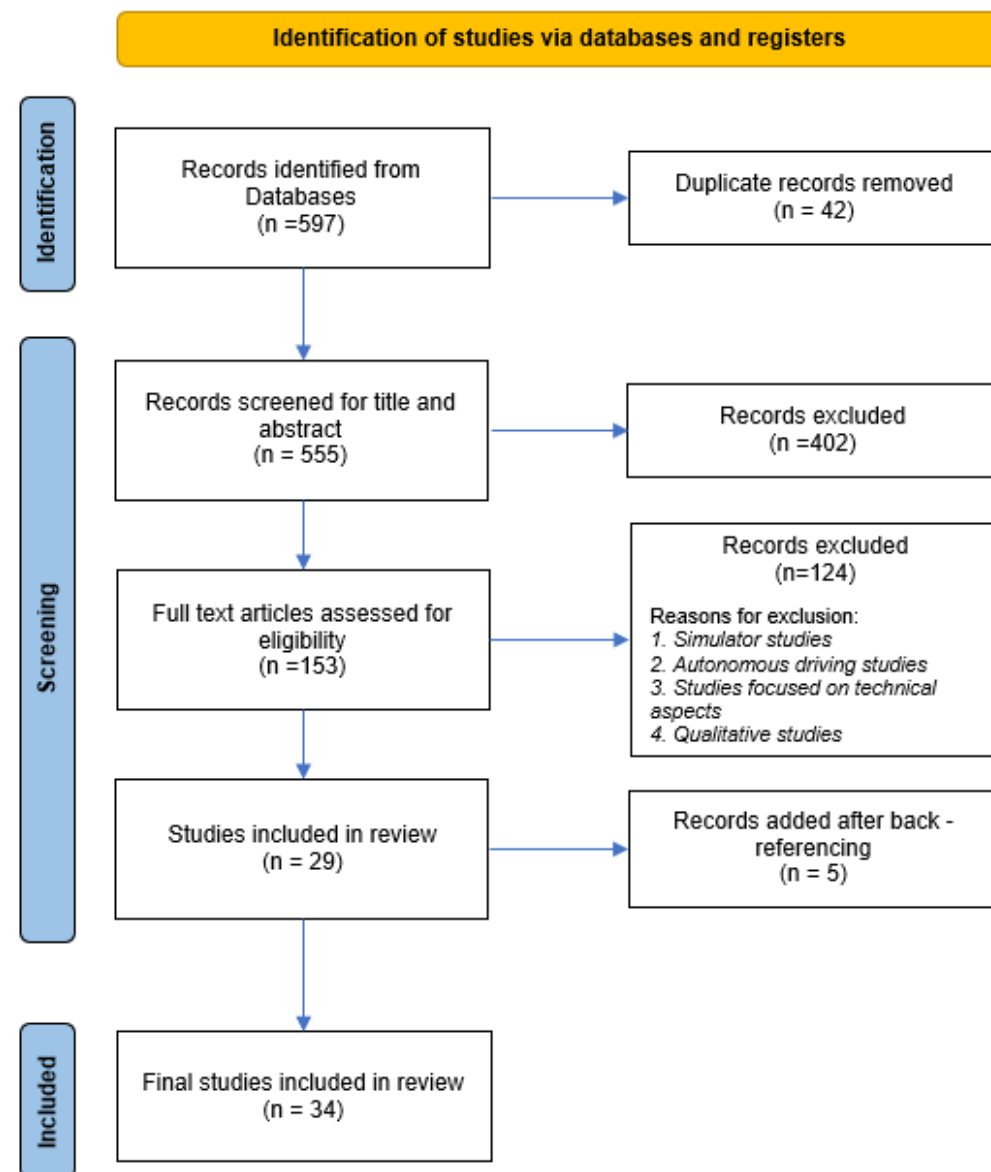 Identification of studies via databases and registers
Identification
Records identified from
Databases
(n =597)
Duplicate records removed
(n = 42)
Screening
Records screened for title and
abstract
(n = 555)
Records excluded
(n =402)
Full text articles assessed for
eligibility
(n =153)
Records excluded
(n=124)
Reasons for exclusion:
1. Simulator studies
2. Autonomous driving studies
3. Studies focused on technical
aspects
4. Qualitative studies
Studies included in review
(n = 29)
Records added after back -
referencing
(n = 5)
Included
Final studies included in review
(n = 34)